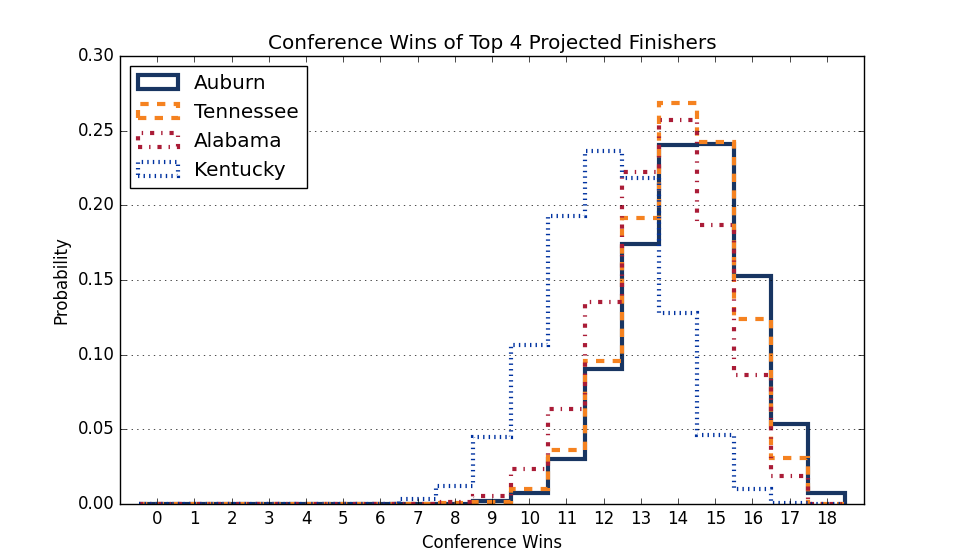 Conference Wins of Top 4 Projected Finishers
0.30
0.25
0.20
0.15
0.10
0.05
0.00
Probability
Auburn
Tennessee
Alabama
Kentucky
0 1 2 3 4 5 6 7 8 9 10 11 12 13 14 15 16 17 18
Conference Wins